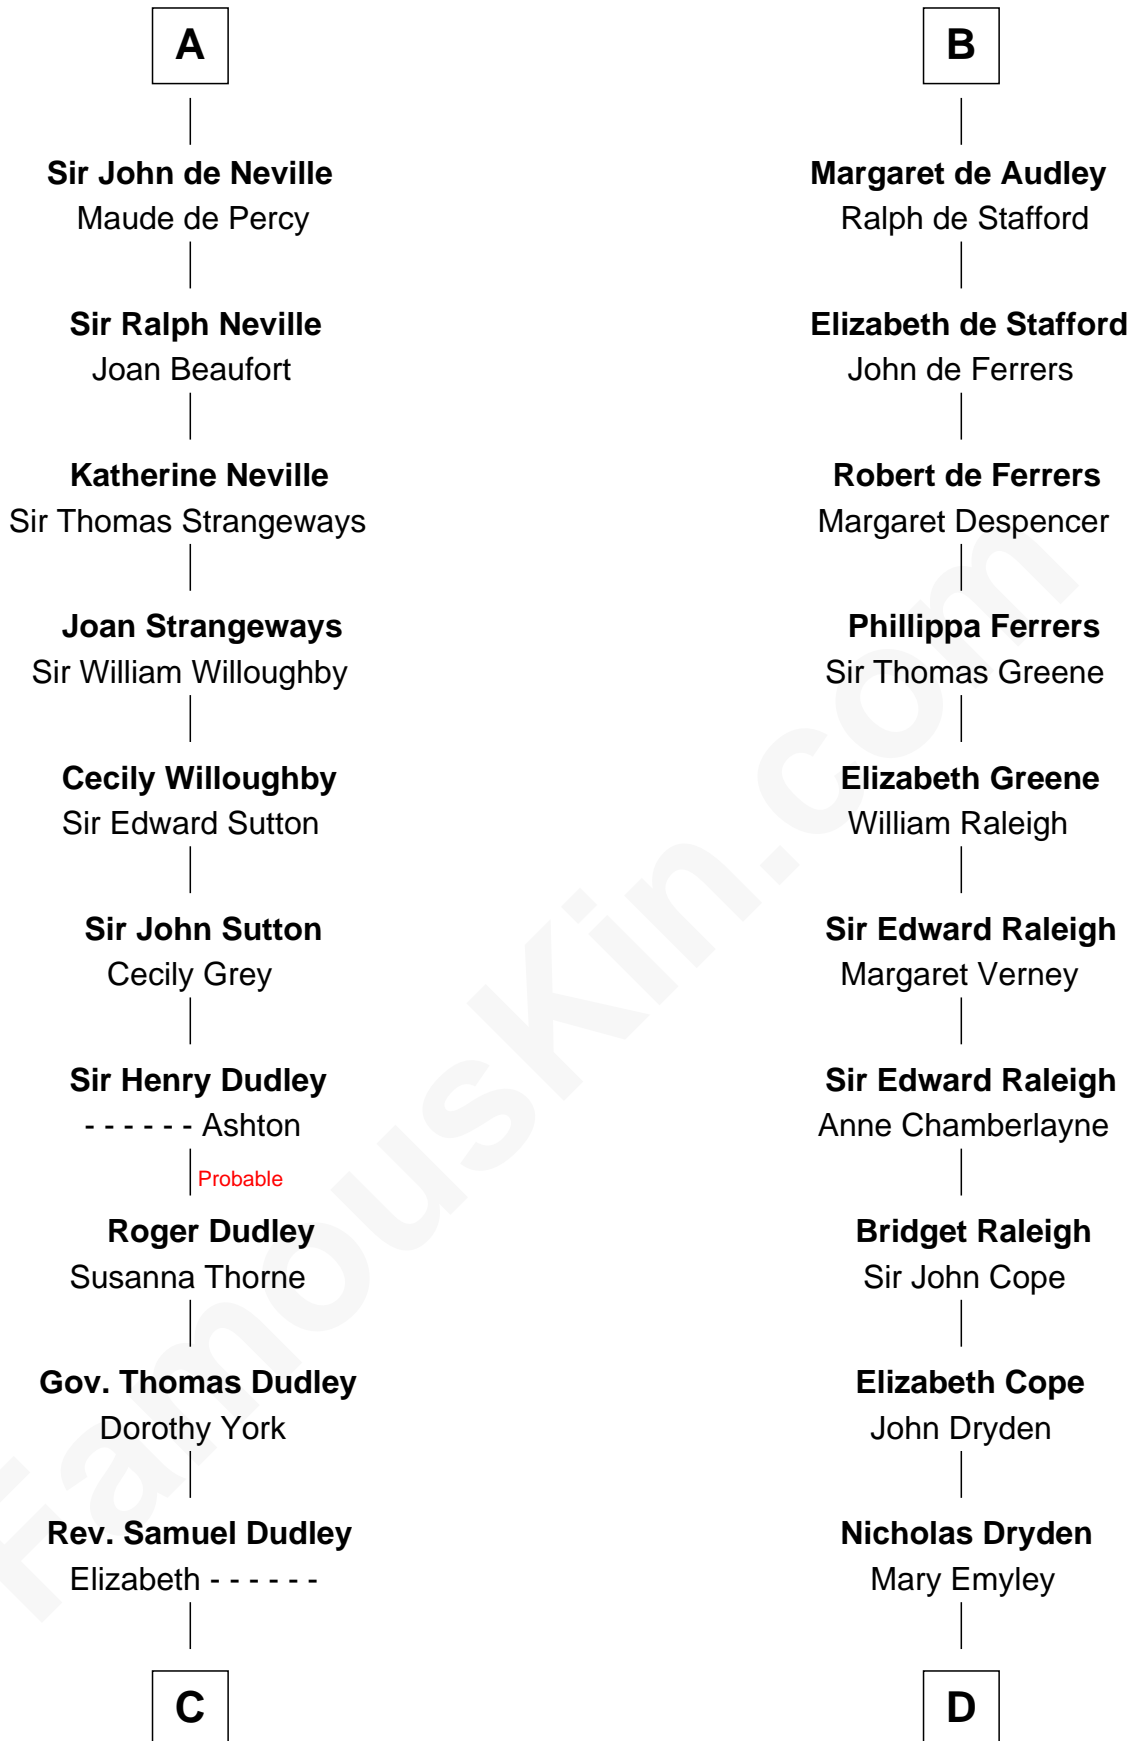 A
Sir John de Neville
Maude de Percy
Sir Ralph Neville
Joan Beaufort
Katherine Neville
Sir Thomas Strangeways
Joan Strangeways
Sir William Willoughby
Cecily Willoughby
Sir Edward Sutton
Sir John Sutton
Cecily Grey
Sir Henry Dudley
- - - - - - Ashton
Probable
Roger Dudley
Susanna Thorne
Gov. Thomas Dudley
Dorothy York
Rev. Samuel Dudley
Elizabeth - - - - - -
C
B
Margaret de Audley
Ralph de Stafford
Elizabeth de Stafford
John de Ferrers
Robert de Ferrers
Margaret Despencer
Phillippa Ferrers
Sir Thomas Greene
Elizabeth Greene
William Raleigh
Sir Edward Raleigh
Margaret Verney
Sir Edward Raleigh
Anne Chamberlayne
Bridget Raleigh
Sir John Cope
Elizabeth Cope
John Dryden
Nicholas Dryden
Mary Emyley
D
FamousKin.com